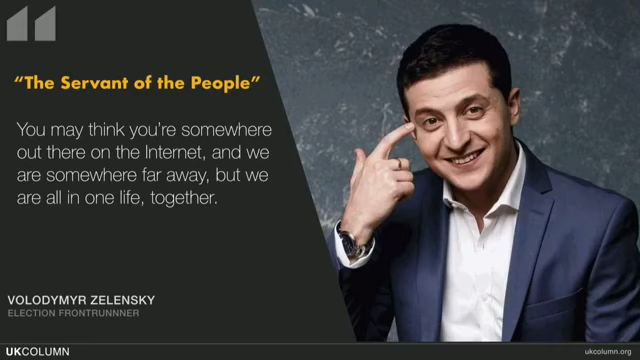 “The Servant of the People”
You may think you're somewhere
out there on the Internet, and we
are somewhere far away, but we
are all in one life, together.
VOLODYMYR ZELENSKY
ELECTION FRONTRUNNNER
UKCOLUMN
ukcolumn.org